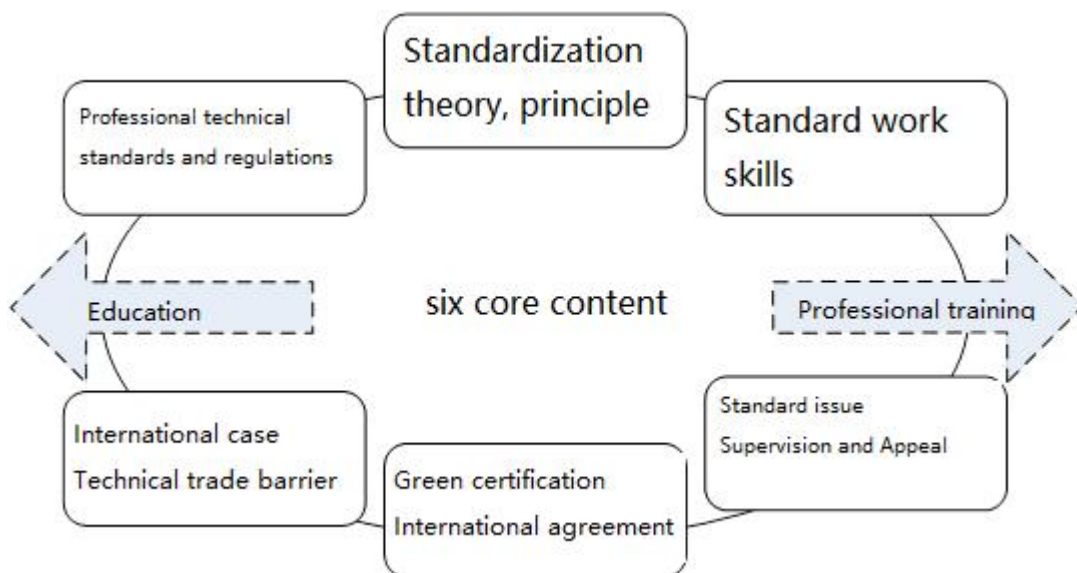 Standardization
theory, principle
Professional technical
standards and regulations
Standard work
skills
Education
six core content
Professional training
International case
Technical trade barrier
Standard issue
Supervision and Appeal
Green certification
International agreement